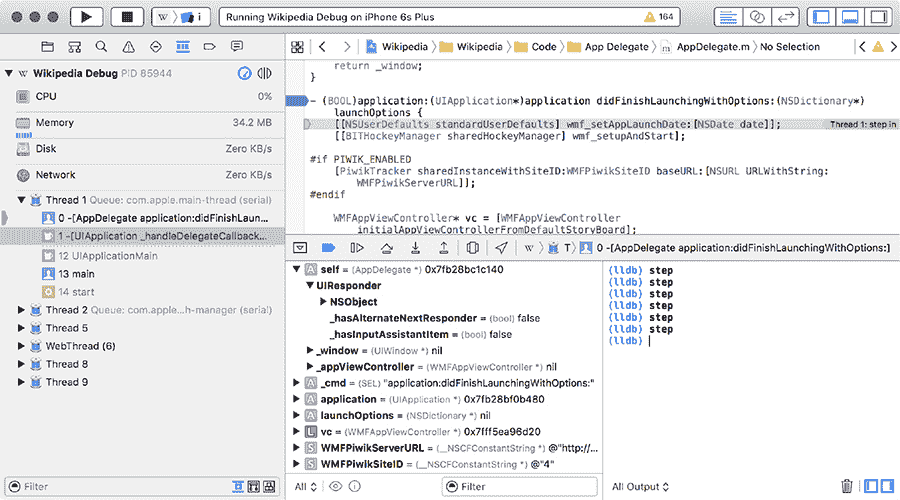 i
Running Wikipedia Debug on iPhone 6s Plus
164
Wikipedia
Wikipedia
Code
App Delegate
m AppDelegate.m
No Selection
W Wikipedia Debug PID 85944
CPU 0%
Memory 34.2 MB
Disk Zero KB/s
Network Zero KB/s
Thread 1 Queue: com.apple.main-thread (serial)
0 -[AppDelegate application:didFinishLaun...
1 -[UIApplication _handleDelegateCallback...
12 UIApplicationMain
13 main
14 start
Thread 2 Queue: com.apple...h-manager (serial)
Thread 5
WebThread (6)
Thread 8
Thread 9
Filter
return _window;
}
- (BOOL)application:(UIApplication*)application didFinishLaunchingWithOptions:(NSDictionary*)
launchOptions {
[[NSUserDefaults standardUserDefaults] wmf_setAppLaunchDate:[NSDate date]]; Thread 1: step in
[[BITHockeyManager sharedHockeyManager] wmf_setupAndStart];
#if PIWIK_ENABLED
[PiwikTracker sharedInstanceWithSiteID:WMFPiwikSiteID baseURL:[NSURL URLWithString:
WMFPiwikServerURL]];
#endif
WMFAppViewController* vc = [WMFAppViewController
initialAppViewControllerFromDefaultStoryBoard];
W
T
0 -[AppDelegate application:didFinishLaunchingWithOptions:]
A self = (AppDelegate *) 0x7fb28bc1c140
UIResponder
NSObject
_hasAlternateNextResponder = (bool) false
_hasInputAssistantItem = (bool) false
_window = (UIWindow *) nil
_appViewController = (WMFAppViewController *) nil
A _cmd = (SEL) "application:didFinishLaunchingWithOptions:"
A application = (UIApplication *) 0x7fb28bf0b480
A launchOptions = (NSDictionary *) nil
L vc = (WMFAppViewController *) 0x7fff5ea96d20
S WMFPiwikServerURL = (__NSCFConstantString *) @"http://...
S WMFPiwikSiteID = (__NSCFConstantString *) @"4"
All
Filter
(lldb) step
(lldb) step
(lldb) step
(lldb) step
(lldb) step
(lldb) step
(lldb)
All Output